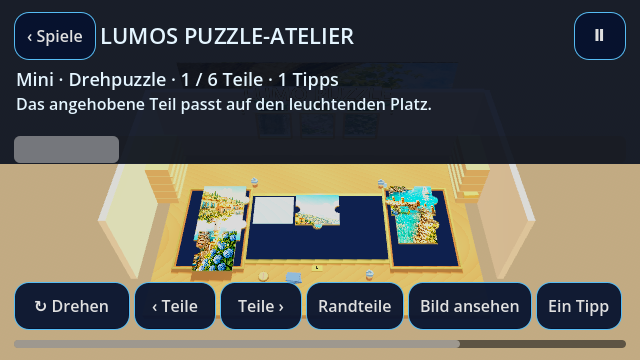 ‹ Spiele
LUMOS PUZZLE-ATELIER
Mini · Drehpuzzle · 1 / 6 Teile · 1 Tipps
Das angehobene Teil passt auf den leuchtenden Platz.
↻ Drehen
‹ Teile
Teile ›
Randteile
Bild ansehen
Ein Tipp